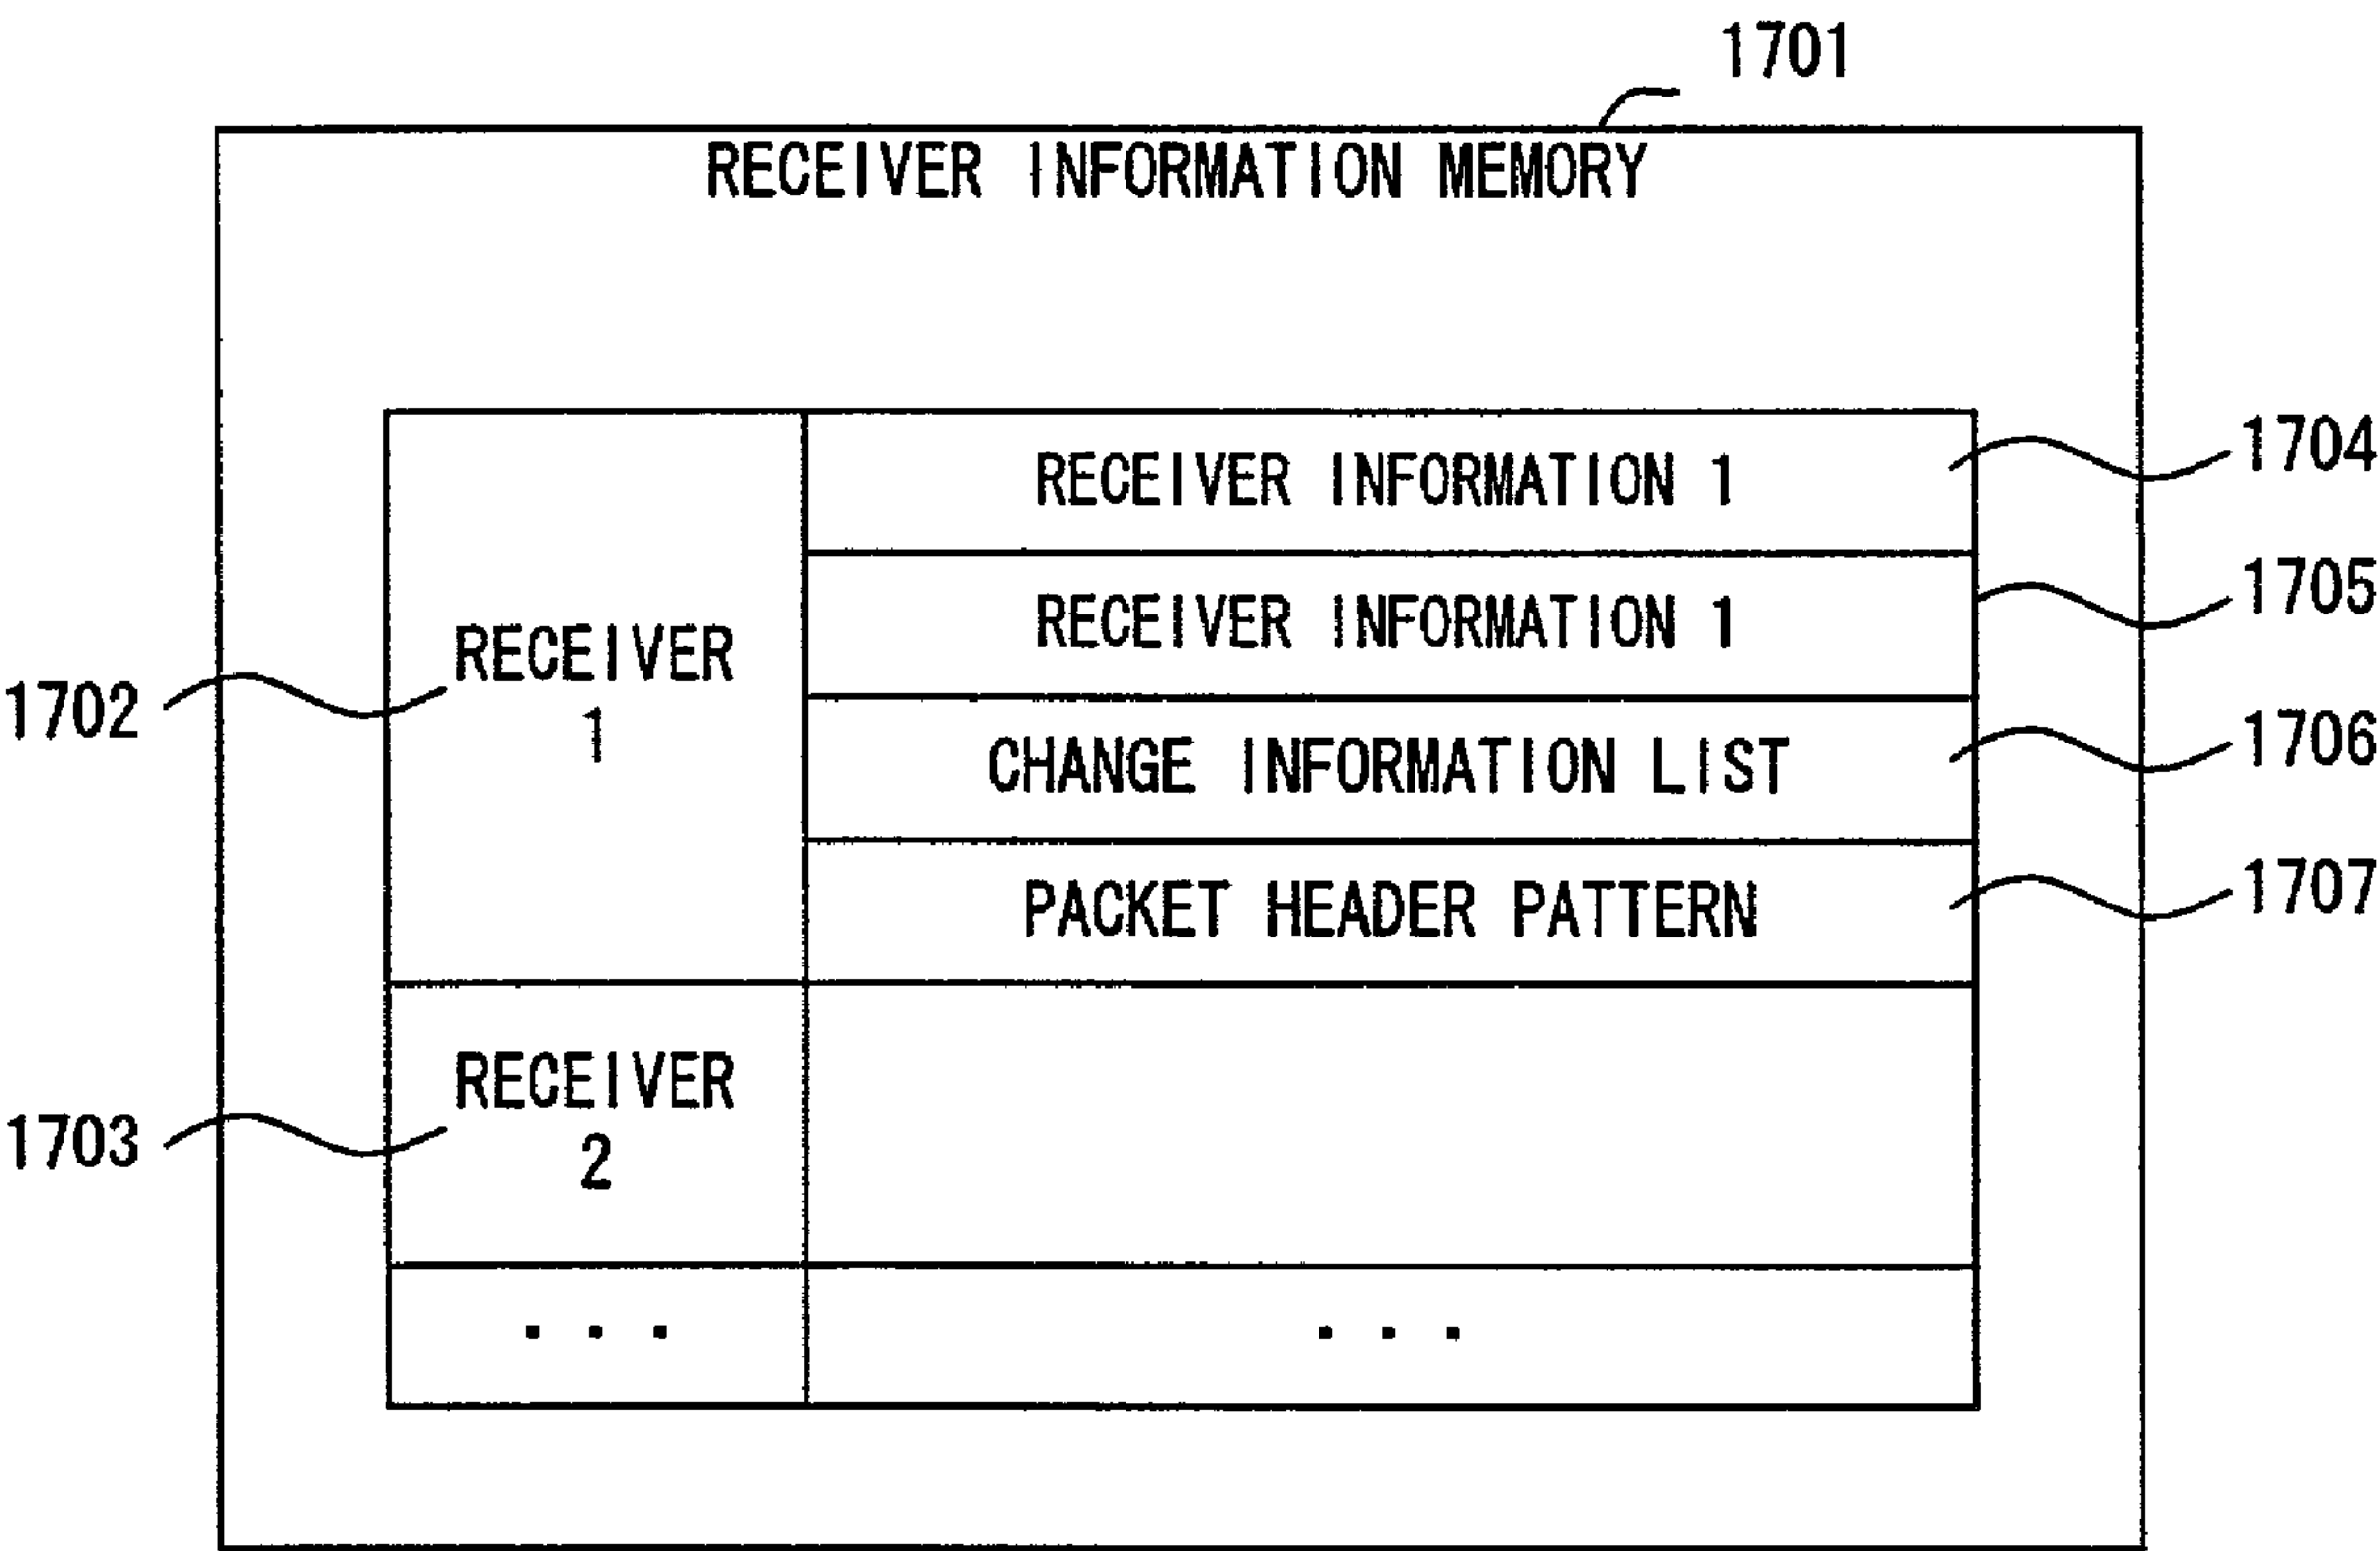 1701
RECEIVER INFORMATION MEMORY
RECEIVER INFORMATION 1
1704
RECEIVER INFORMATION 1
1705
RECEIVER
1
1702
CHANGE INFORMATION LIST
1706
PACKET HEADER PATTERN
1707
RECEIVER
2
1703
. . .
. . .